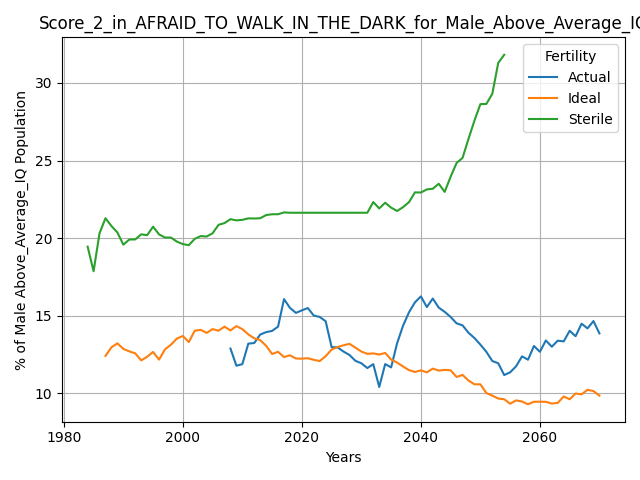 Score_2_in_AFRAID_TO_WALK_IN_THE_DARK_for_Male_Above_Average_IQ
Fertility
Actual
Ideal
Sterile
% of Male Above_Average_IQ Population
30
25
20
15
10
1980
2000
2020
2040
2060
Years